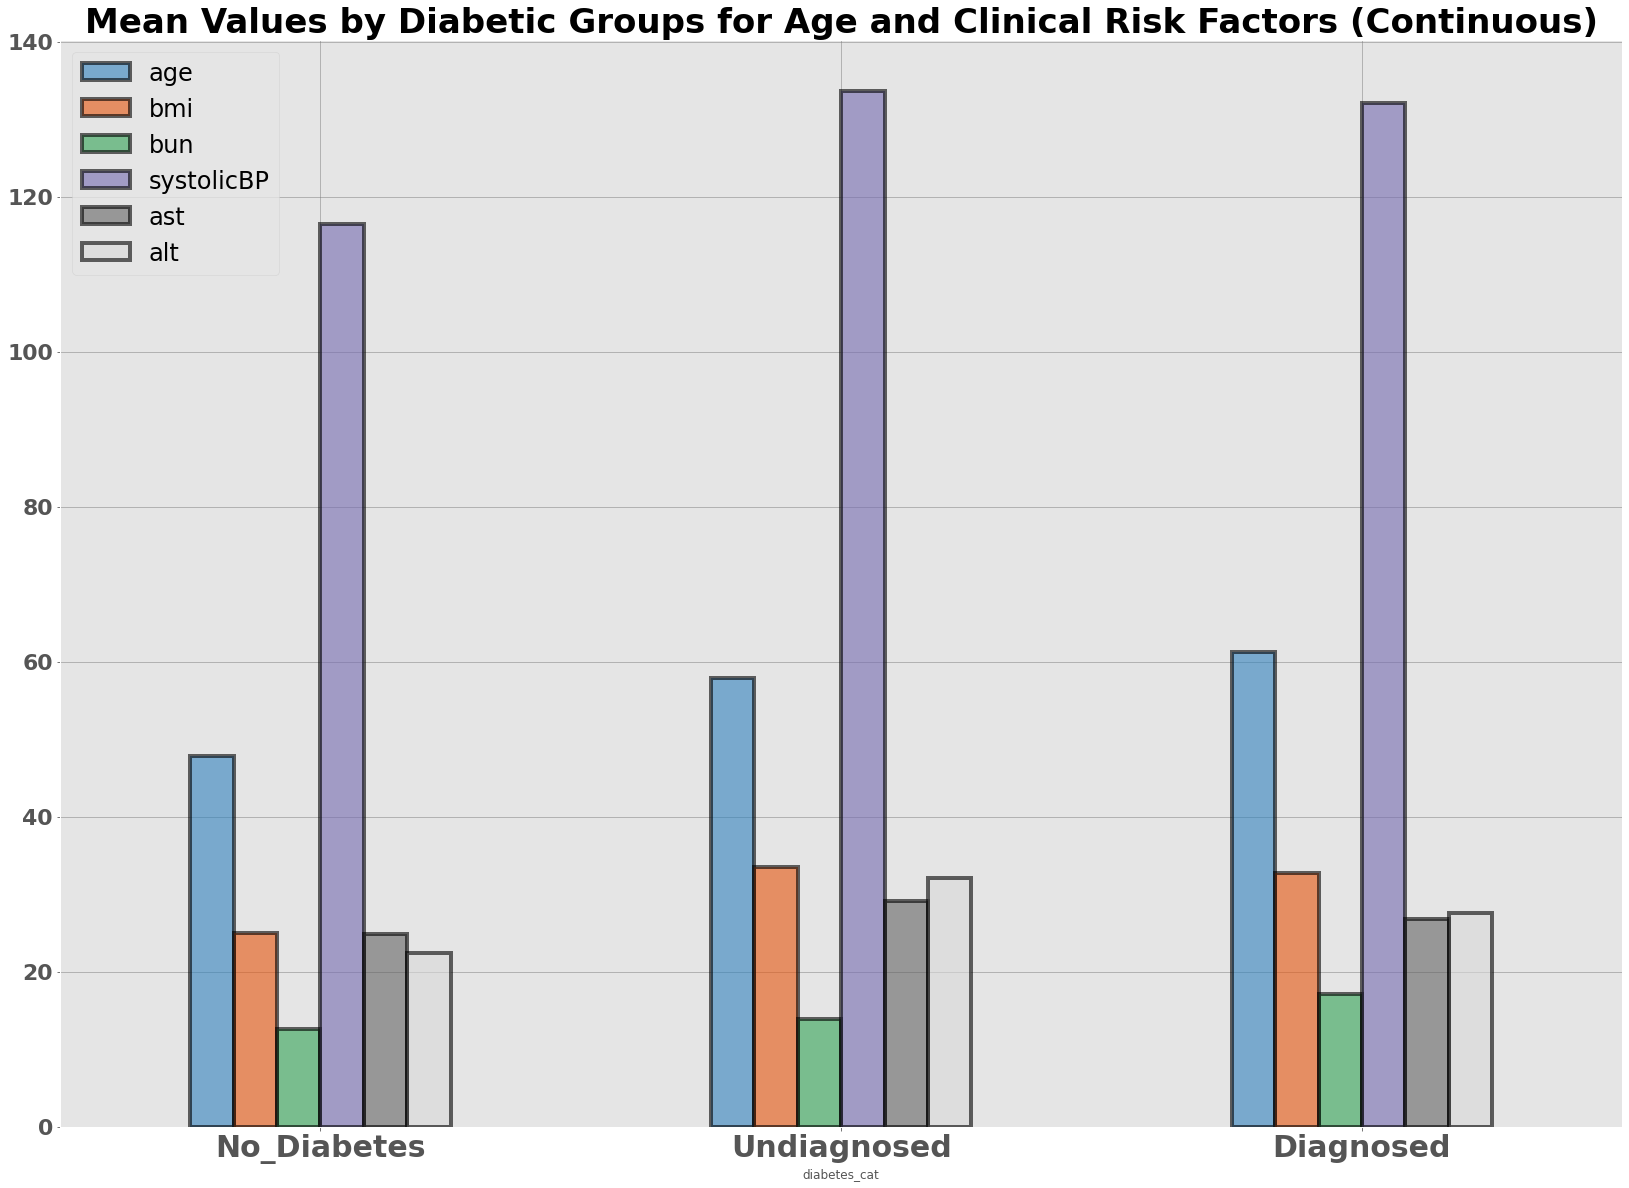 Mean Values by Diabetic Groups for Age and Clinical Risk Factors (Continuous)
140
120
100
80
60
40
20
0
age
bmi
bun
systolicBP
ast
alt
No_Diabetes
Undiagnosed
Diagnosed
diabetes_cat